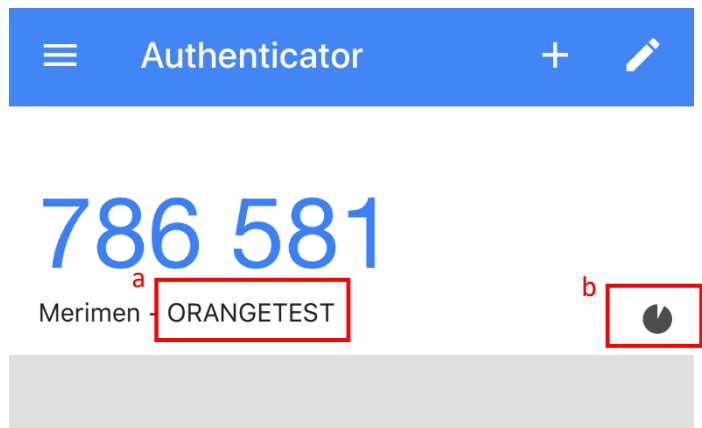 Authenticator
786 581
a
b
Merimen - ORANGETEST